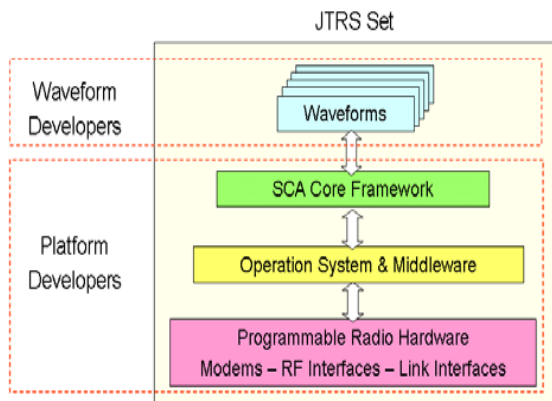 JTRS Set
Waveform
Developers
Waveforms
SCA Core Framework
Platform
Developers
Operation System & Middleware
Programmable Radio Hardware
Modems – RF Interfaces – Link Interfaces